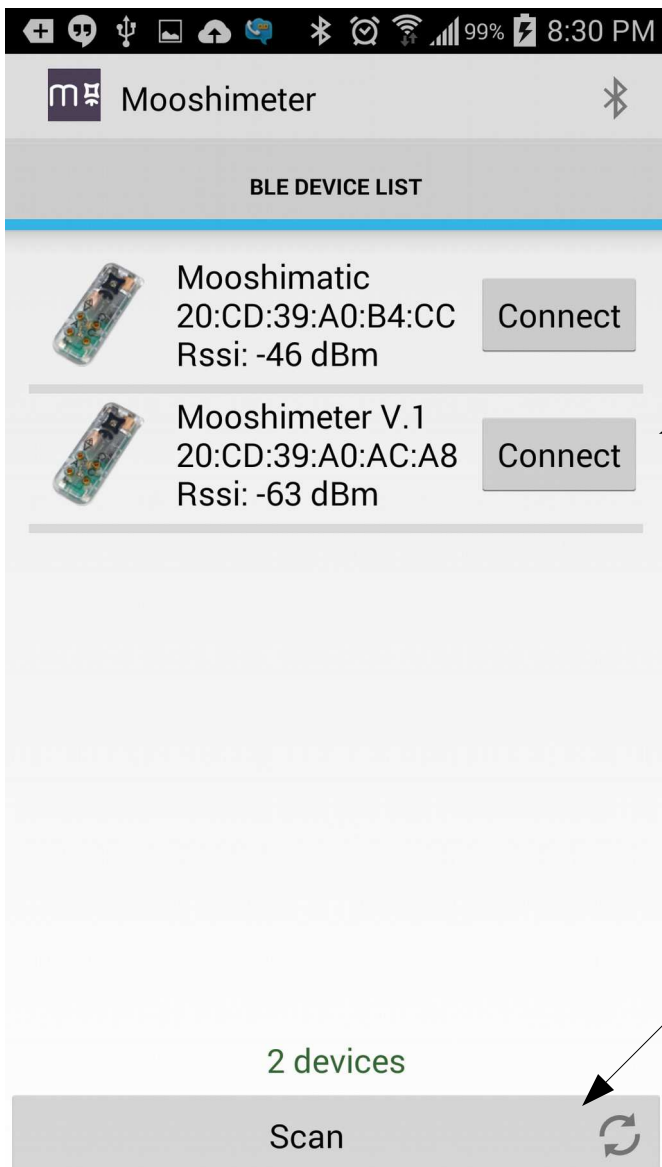 99% 8:30 PM
m Mooshimeter
BLE DEVICE LIST
Mooshimatic
20:CD:39:A0:B4:CC
Rssi: -46 dBm
Connect
Mooshimeter V.1
20:CD:39:A0:AC:A8
Rssi: -63 dBm
Connect
2 devices
Scan